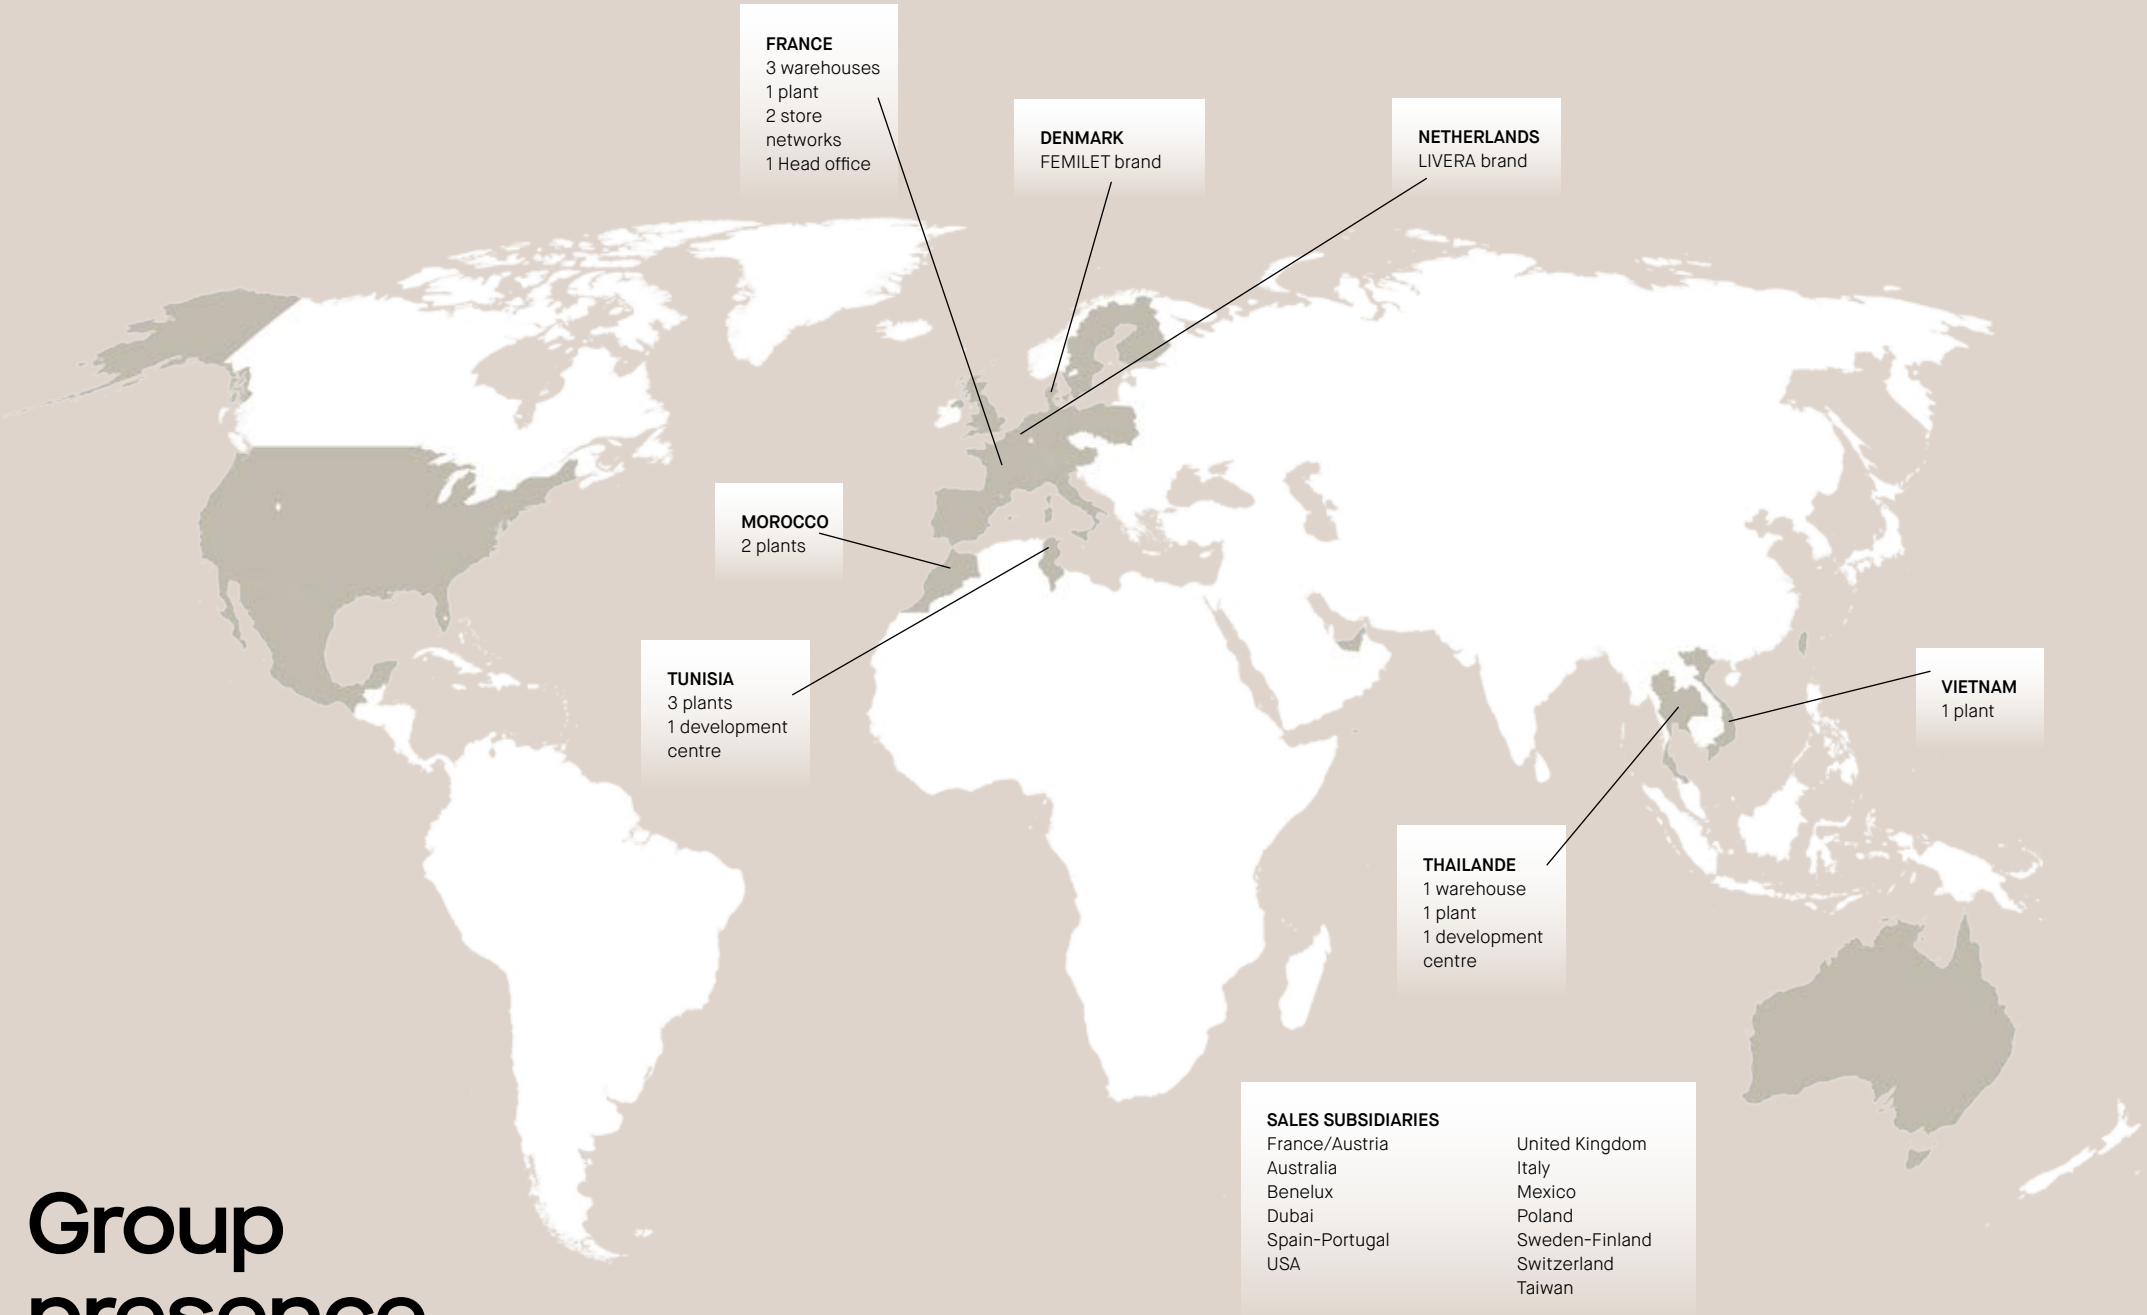 FRANCE
3 warehouses
1 plant
2 store
networks
1 Head office
DENMARK
FEMILET brand
NETHERLANDS
LIVERA brand
MOROCCO
2 plants
TUNISIA
3 plants
1 development
centre
VIETNAM
1 plant
THAILANDE
1 warehouse
1 plant
1 development
centre
SALES SUBSIDIARIES
France/Austria
Australia
Benelux
Dubai
Spain-Portugal
USA
United Kingdom
Italy
Mexico
Poland
Sweden-Finland
Switzerland
Taiwan
Group
presence